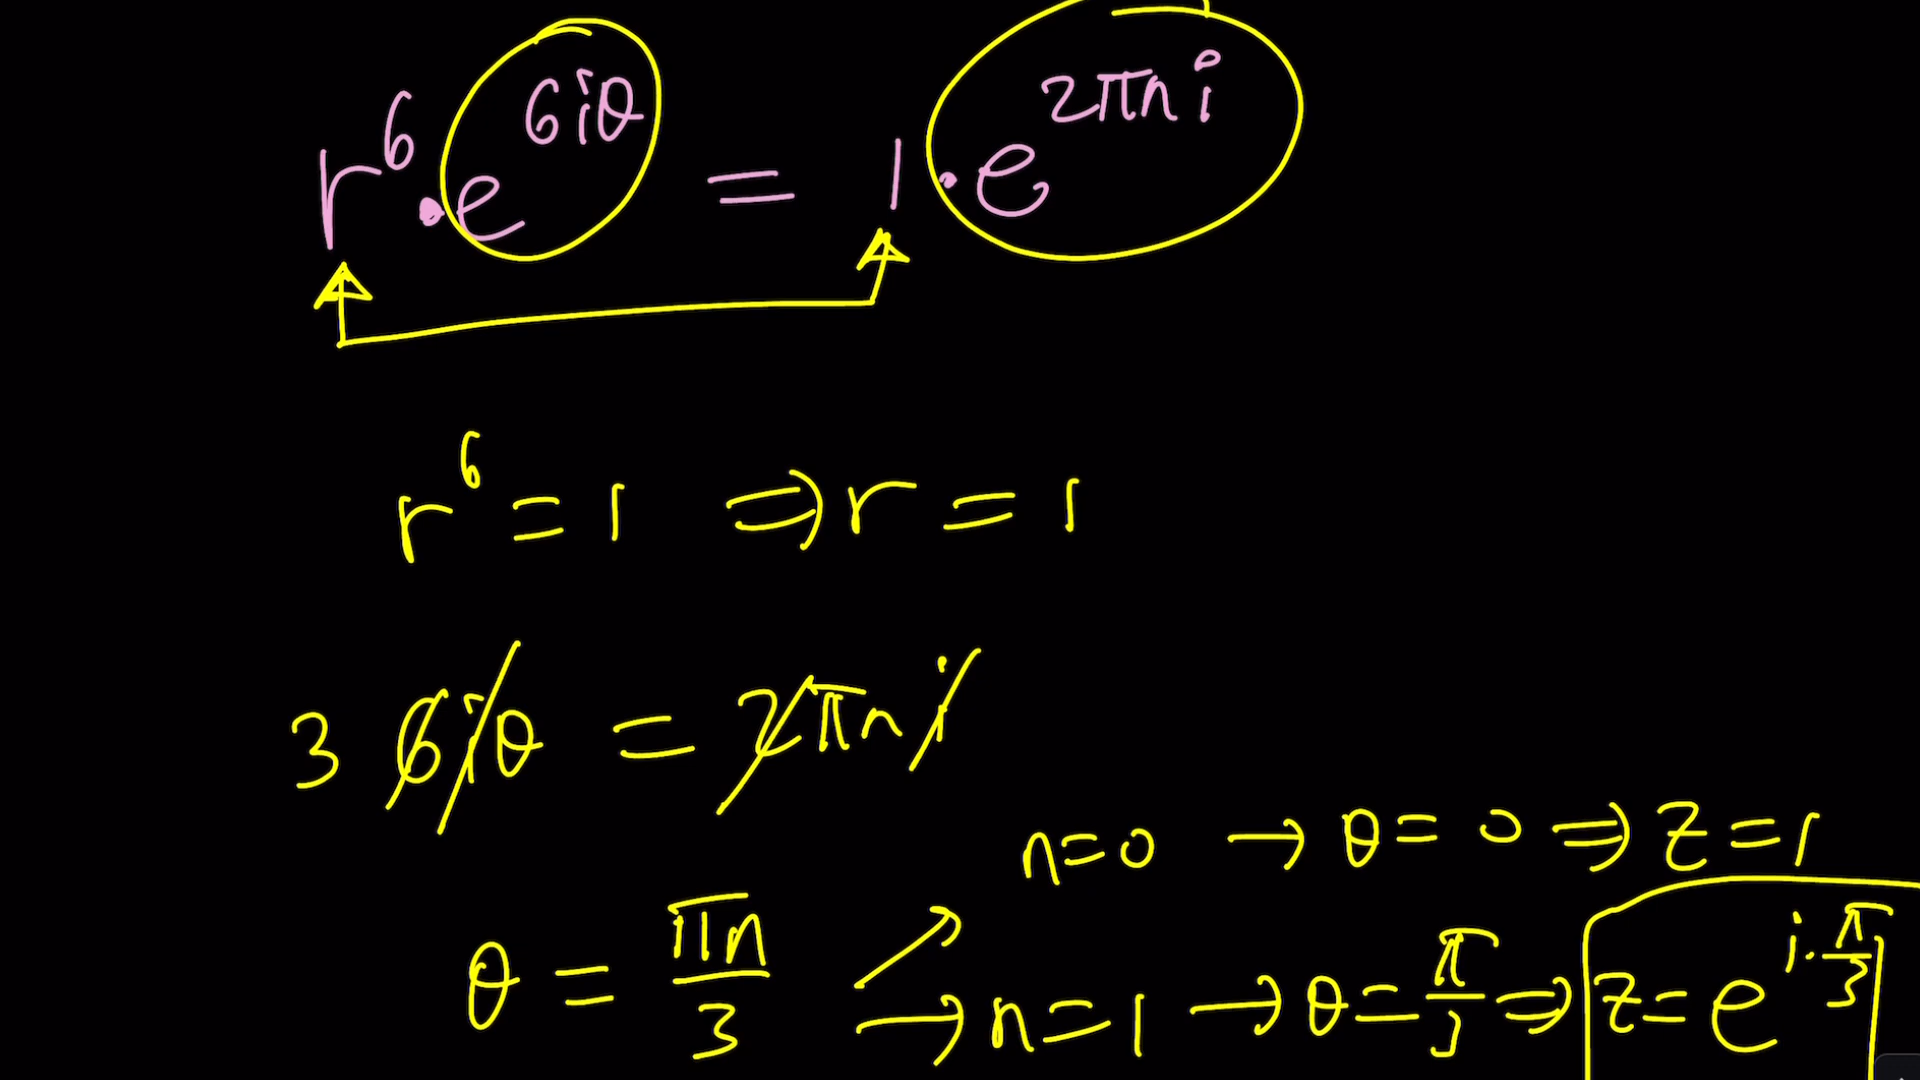 r⁶ · e^(6iθ) = 1 · e^(2πni)
r⁶ = 1 ⇒ r = 1
3 6iθ = 2πni
n=0 → θ = 0 ⇒ z = 1
θ = πn/3 → n = 1 → θ = π/3 ⇒ z = e^(i·π/3)